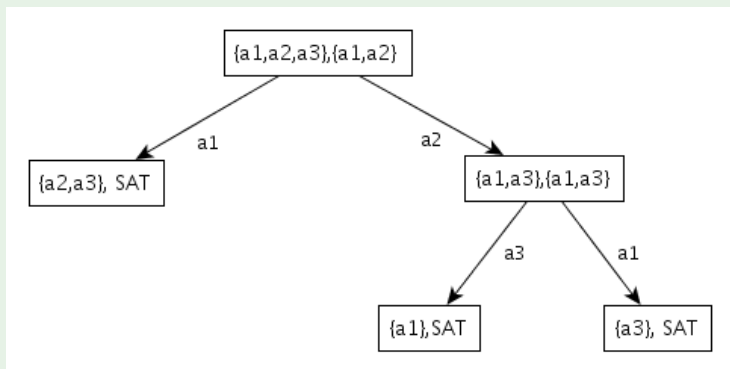 {a1,a2,a3},{a1,a2}
a1
a2
{a2,a3}, SAT
{a1,a3},{a1,a3}
a3
a1
{a1},SAT
{a3}, SAT